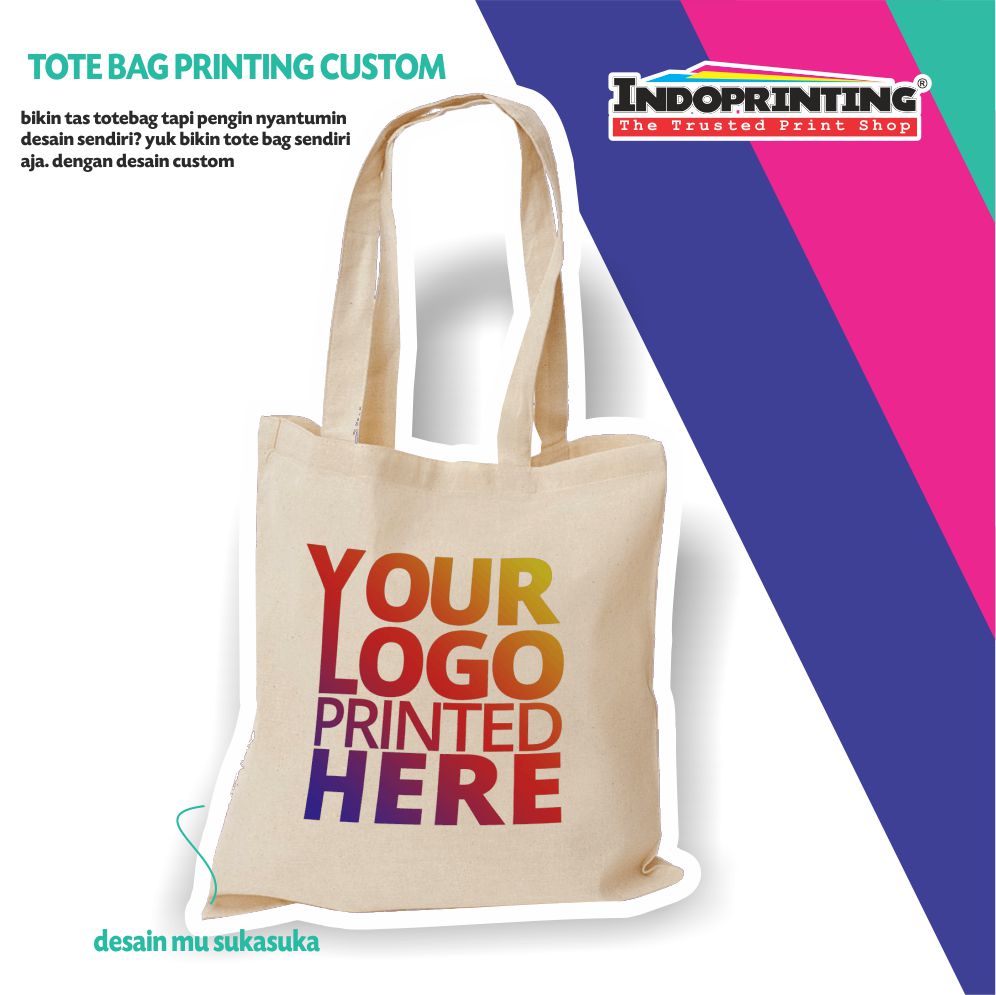 TOTE BAG PRINTING CUSTOM
bikin tas totebag tapi pengin nyantumin
desain sendiri? yuk bikin tote bag sendiri
aja. dengan desain custom
INDOPRINTING®
The Trusted Print Shop
YOUR
LOGO
PRINTED
HERE
desain mu sukasuka